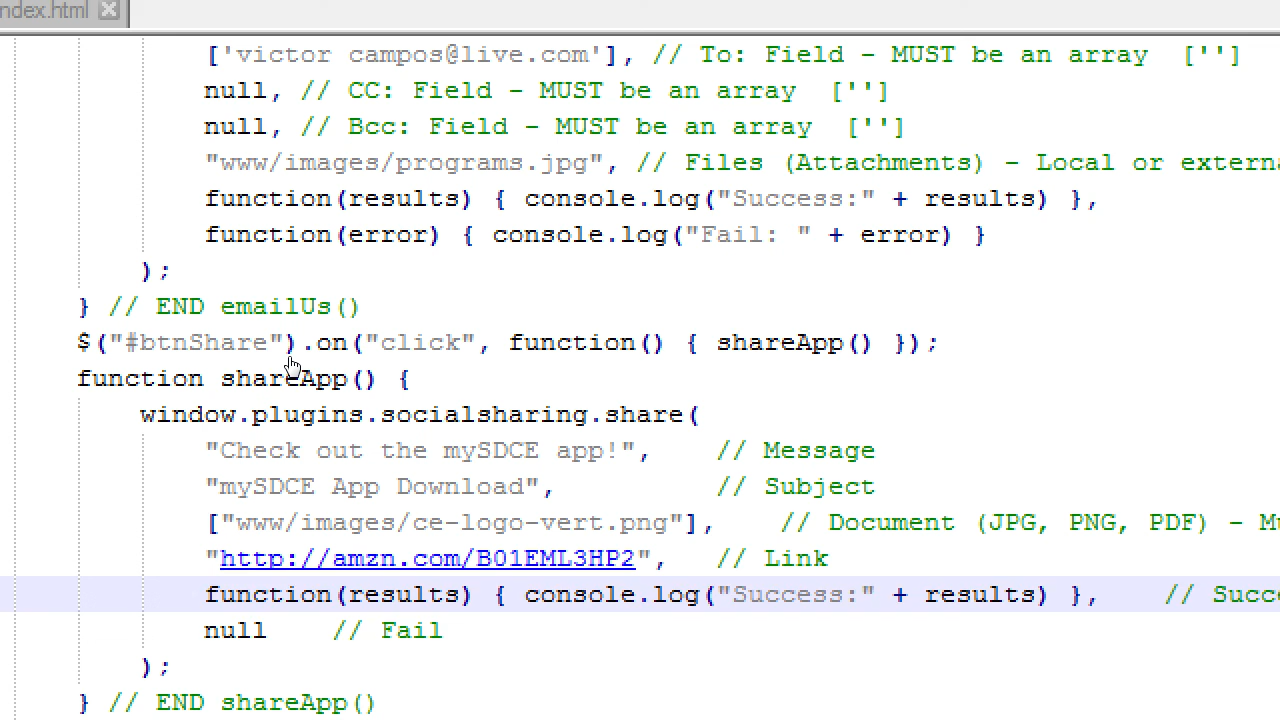 ndex.html
['victor campos@live.com'], // To: Field - MUST be an array ['']
null, // CC: Field - MUST be an array ['']
null, // Bcc: Field - MUST be an array ['']
"www/images/programs.jpg", // Files (Attachments) - Local or externa
function(results) { console.log("Success:" + results) },
function(error) { console.log("Fail: " + error) }
);
} // END emailUs()
$("#btnShare").on("click", function() { shareApp() });
function shareApp() {
window.plugins.socialsharing.share(
"Check out the mySDCE app!", // Message
"mySDCE App Download", // Subject
["www/images/ce-logo-vert.png"], // Document (JPG, PNG, PDF) - Mu
"http://amzn.com/B01EML3HP2", // Link
function(results) { console.log("Success:" + results) }, // Succe
null // Fail
);
} // END shareApp()